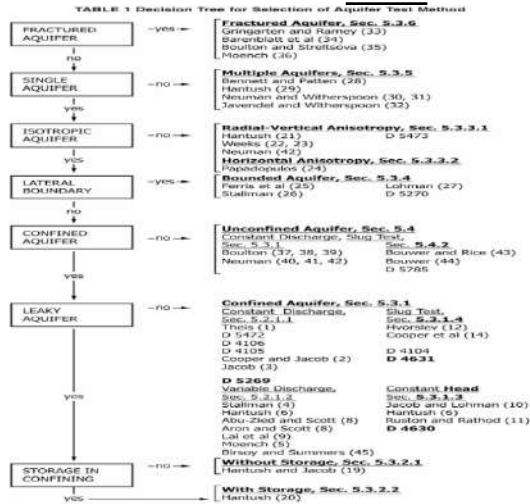 TABLE 1 Decision Tree for Selection of Aquifer Test Method
FRACTURED
AQUIFER
yes
Fractured Aquifer, Sec. 5.3.6
Gringarten and Ramey (33)
Barenblatt et al (34)
Boulton and Streltsova (35)
Moench (36)
no
SINGLE
AQUIFER
no
Multiple Aquifers, Sec. 5.3.5
Bennett and Patten (28)
Hantush (29)
Neuman and Witherspoon (30, 31)
Javendel and Witherspoon (32)
yes
ISOTROPIC
AQUIFER
no
Radial-Vertical Anisotropy, Sec. 5.3.3.1
Hantush (21) D 5473
Weeks (22, 23)
Neuman (42)
Horizontal Anisotropy, Sec. 5.3.3.2
Papadopulos (24)
yes
LATERAL
BOUNDARY
yes
Bounded Aquifer, Sec. 5.3.4
Ferris et al (25) Lohman (27)
Stallman (26) D 5270
no
CONFINED
AQUIFER
no
Unconfined Aquifer, Sec. 5.4
Constant Discharge, Slug Test,
Sec. 5.3.1 Sec. 5.4.2
Boulton (37, 38, 39) Bouwer and Rice (43)
Neuman (40, 41, 42) Bouwer (44)
D 5785
yes
LEAKY
AQUIFER
no
Confined Aquifer, Sec. 5.3.1
Constant Discharge, Slug Test,
Sec. 5.2.1.1 Sec. 5.3.1.4
Theis (1) Hvorslev (12)
D 5472 Cooper et al (14)
D 4106
D 4105 D 4104
Cooper and Jacob (2) D 4631
Jacob (3)
D 5269
Variable Discharge, Constant Head
Sec. 5.2.1.2 Sec. 5.3.1.3
Stallman (4) Jacob and Lohman (10)
Hantush (6) Hantush (6)
Abu-Zied and Scott (8) Ruston and Rathod (11)
Aron and Scott (8) D 4630
Lai et al (9)
Moench (5)
Birsoy and Summers (45)
yes
STORAGE IN
CONFINING
no
Without Storage, Sec. 5.3.2.1
Hantush and Jacob (19)
yes
With Storage, Sec. 5.3.2.2
Hantush (20)